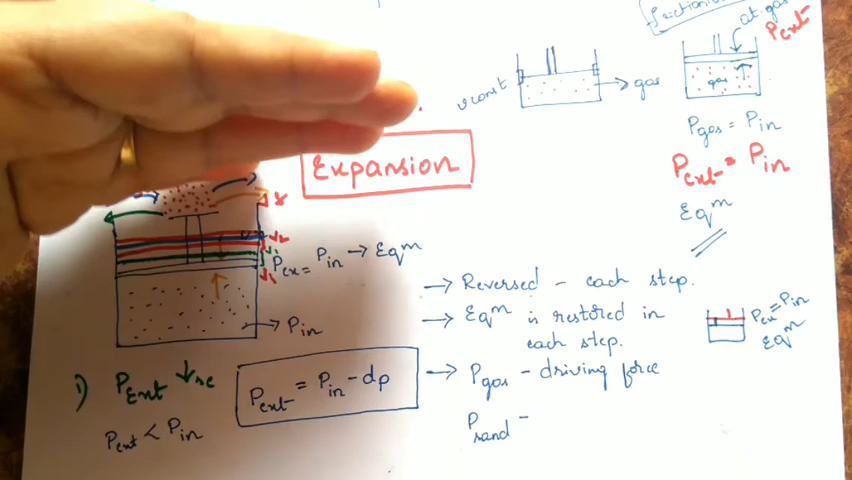 frictionless
at. gas
Pext
v const
gas
gas
Pgas = Pin
Pext = Pin
Eqᵐ
Expansion
Pex = Pin → Eqᵐ
→ Pin
→ Reversed - each step.
→ Eqᵐ is restored in
each step.
→ Pgas - driving force
Psand -
Pex = Pin
Eqᵐ
1) PExt ↓se
Pext < Pin
Pext = Pin - dp